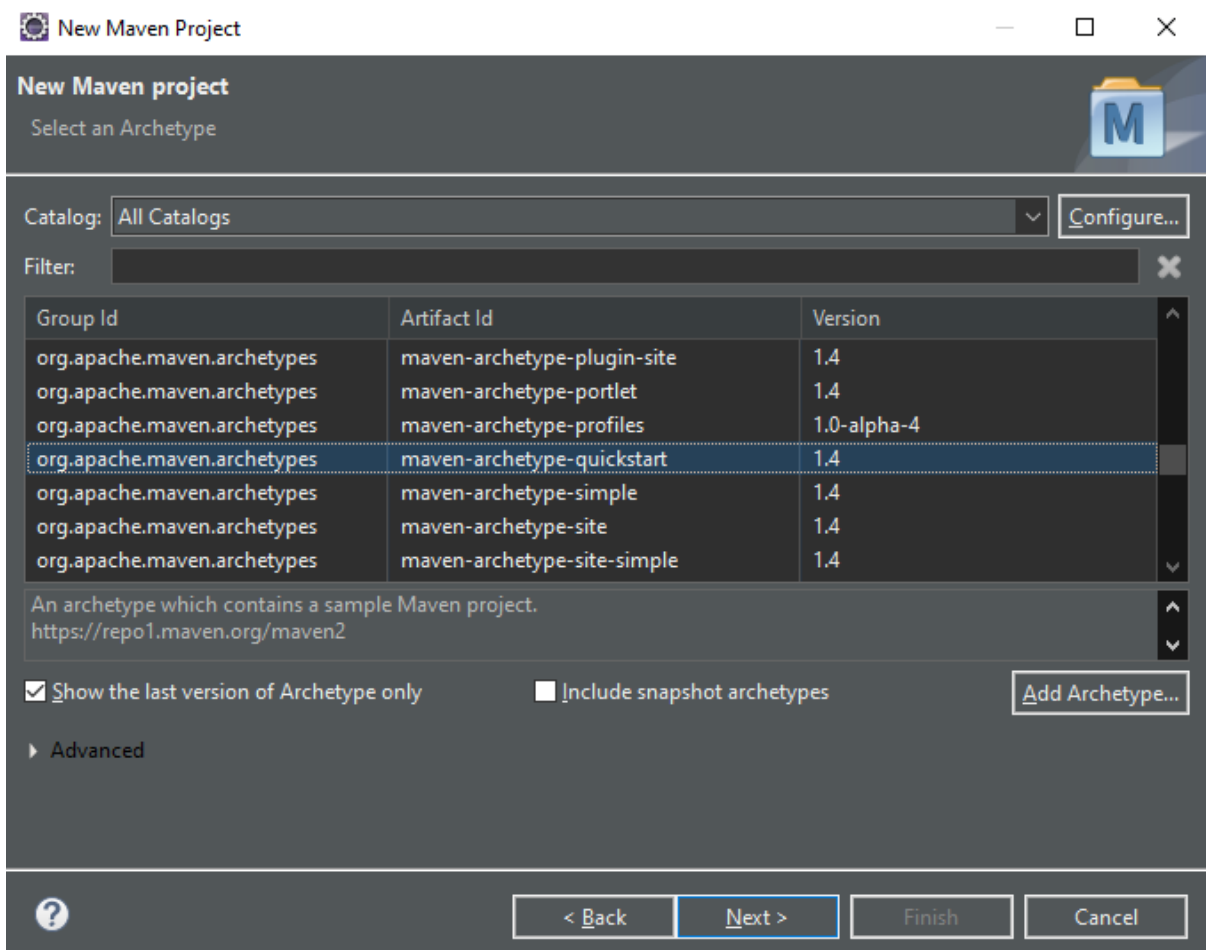 New Maven Project
New Maven project
Select an Archetype
M
Catalog: All Catalogs Configure...
Filter:
Group Id Artifact Id Version
org.apache.maven.archetypes maven-archetype-plugin-site 1.4
org.apache.maven.archetypes maven-archetype-portlet 1.4
org.apache.maven.archetypes maven-archetype-profiles 1.0-alpha-4
org.apache.maven.archetypes maven-archetype-quickstart 1.4
org.apache.maven.archetypes maven-archetype-simple 1.4
org.apache.maven.archetypes maven-archetype-site 1.4
org.apache.maven.archetypes maven-archetype-site-simple 1.4
An archetype which contains a sample Maven project.
https://repo1.maven.org/maven2
Show the last version of Archetype only Include snapshot archetypes Add Archetype...
Advanced
? < Back Next > Finish Cancel